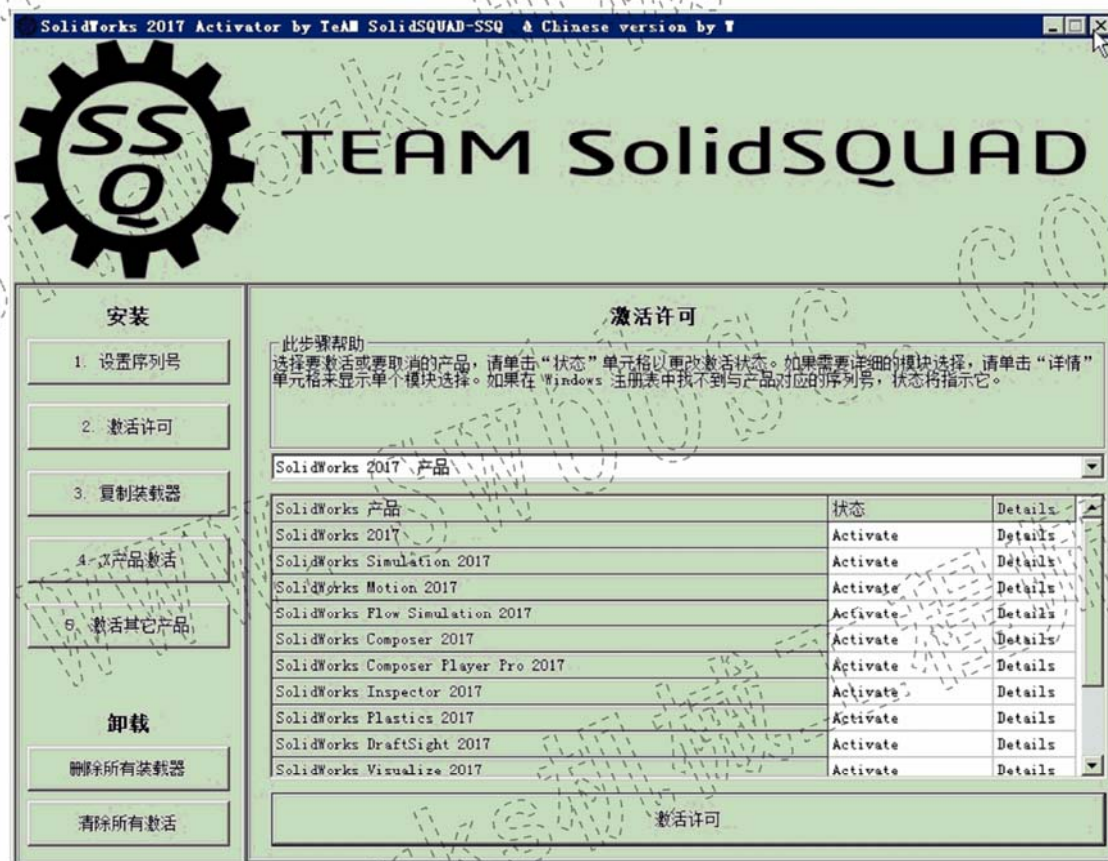 SolidWorks 2017 Activator by TeAM SolidSQUAD-SSQ & Chinese version by W
SS
Q
TEAM SolidSQUAD
安装
1. 设置序列号
2. 激活许可
3. 复制装载器
4. X产品激活
5. 激活其它产品
卸载
删除所有装载器
清除所有激活
激活许可
此步骤帮助
选择要激活或要取消的产品，请单击“状态”单元格以更改激活状态。如果需要详细的模块选择，请单击“详情”
单元格来显示单个模块选择。如果在 Windows 注册表中找不到与产品对应的序列号，状态将指示它。
SolidWorks 2017 产品
SolidWorks 产品 状态 Details
SolidWorks 2017 Activate Details
SolidWorks Simulation 2017 Activate Details
SolidWorks Motion 2017 Activate Details
SolidWorks Flow Simulation 2017 Activate Details
SolidWorks Composer 2017 Activate Details
SolidWorks Composer Player Pro 2017 Activate Details
SolidWorks Inspector 2017 Activate Details
SolidWorks Plastics 2017 Activate Details
SolidWorks DraftSight 2017 Activate Details
SolidWorks Visualize 2017 Activate Details
激活许可